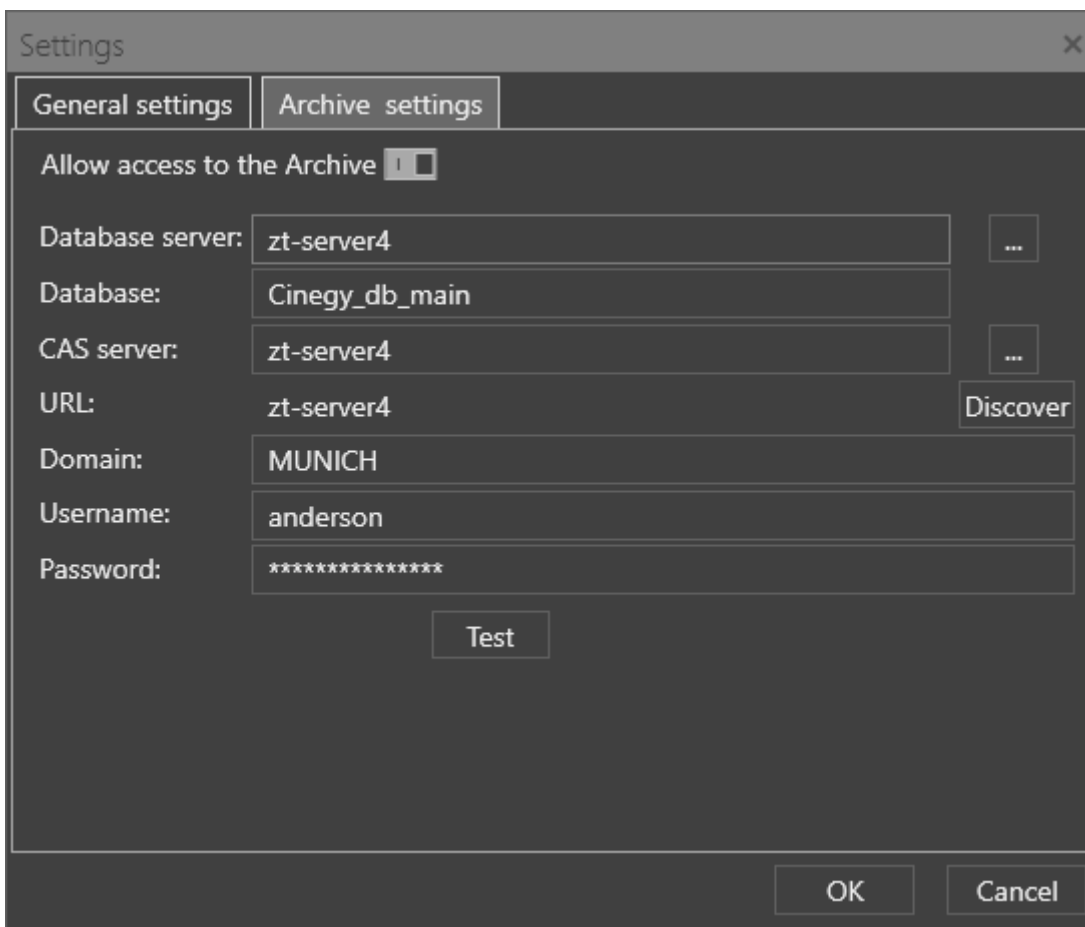 Settings
General settings
Archive settings
Allow access to the Archive
Database server: zt-server4 ...
Database: Cinegy_db_main
CAS server: zt-server4 ...
URL: zt-server4 Discover
Domain: MUNICH
Username: anderson
Password: ***************
Test
OK
Cancel